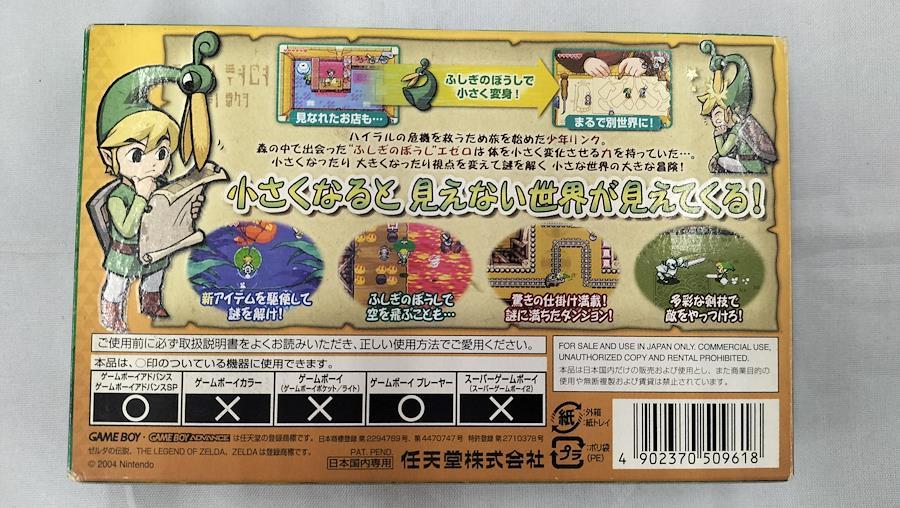 ふしぎのぼうしで
小さく変身！
見なれたお店も…
まるで別世界に！
ハイラルの危機を救うため旅を始めた少年リンク。
森の中で出会った"ふしぎのぼうし"エゼロは体を小さく変化させる力を持っていた…。
小さくなったり 大きくなったり視点を変えて謎を解く 小さな世界の大きな冒険！
小さくなると 見えない世界が見えてくる！
新アイテムを駆使して
謎を解け！
ふしぎのぼうしで
空を飛ぶことも…
驚きの仕掛け満載！
謎に満ちたダンジョン！
多彩な剣技で
敵をやっつけろ！
ご使用前に必ず取扱説明書をよくお読みいただき、正しい使用方法でご愛用ください。
本品は、○印のついている機器に使用できます。
ゲームボーイアドバンス
ゲームボーイアドバンスSP
ゲームボーイカラー
ゲームボーイ
(ゲームボーイポケット/ライト)
ゲームボーイ プレーヤー
スーパーゲームボーイ
(スーパーゲームボーイ2)
○ × × ○ ×
FOR SALE AND USE IN JAPAN ONLY. COMMERCIAL USE,
UNAUTHORIZED COPY AND RENTAL PROHIBITED.
本品は日本国内だけの販売および使用とし、また商業目的の
使用や無断複製および賃貸は禁止されています。
GAME BOY・GAME BOY ADVANCE は任天堂の登録商標です。日本商標登録 第2294769号、第4470747号 特許登録 第2710378号
ゼルダの伝説、THE LEGEND OF ZELDA、ZELDAは任天堂の登録商標です。
© 2004 Nintendo
PAT. PEND.
日本国内専用
任天堂株式会社
紙
外箱
紙トレイ
プラ
ポリ袋
(PE)
4 902370 509618